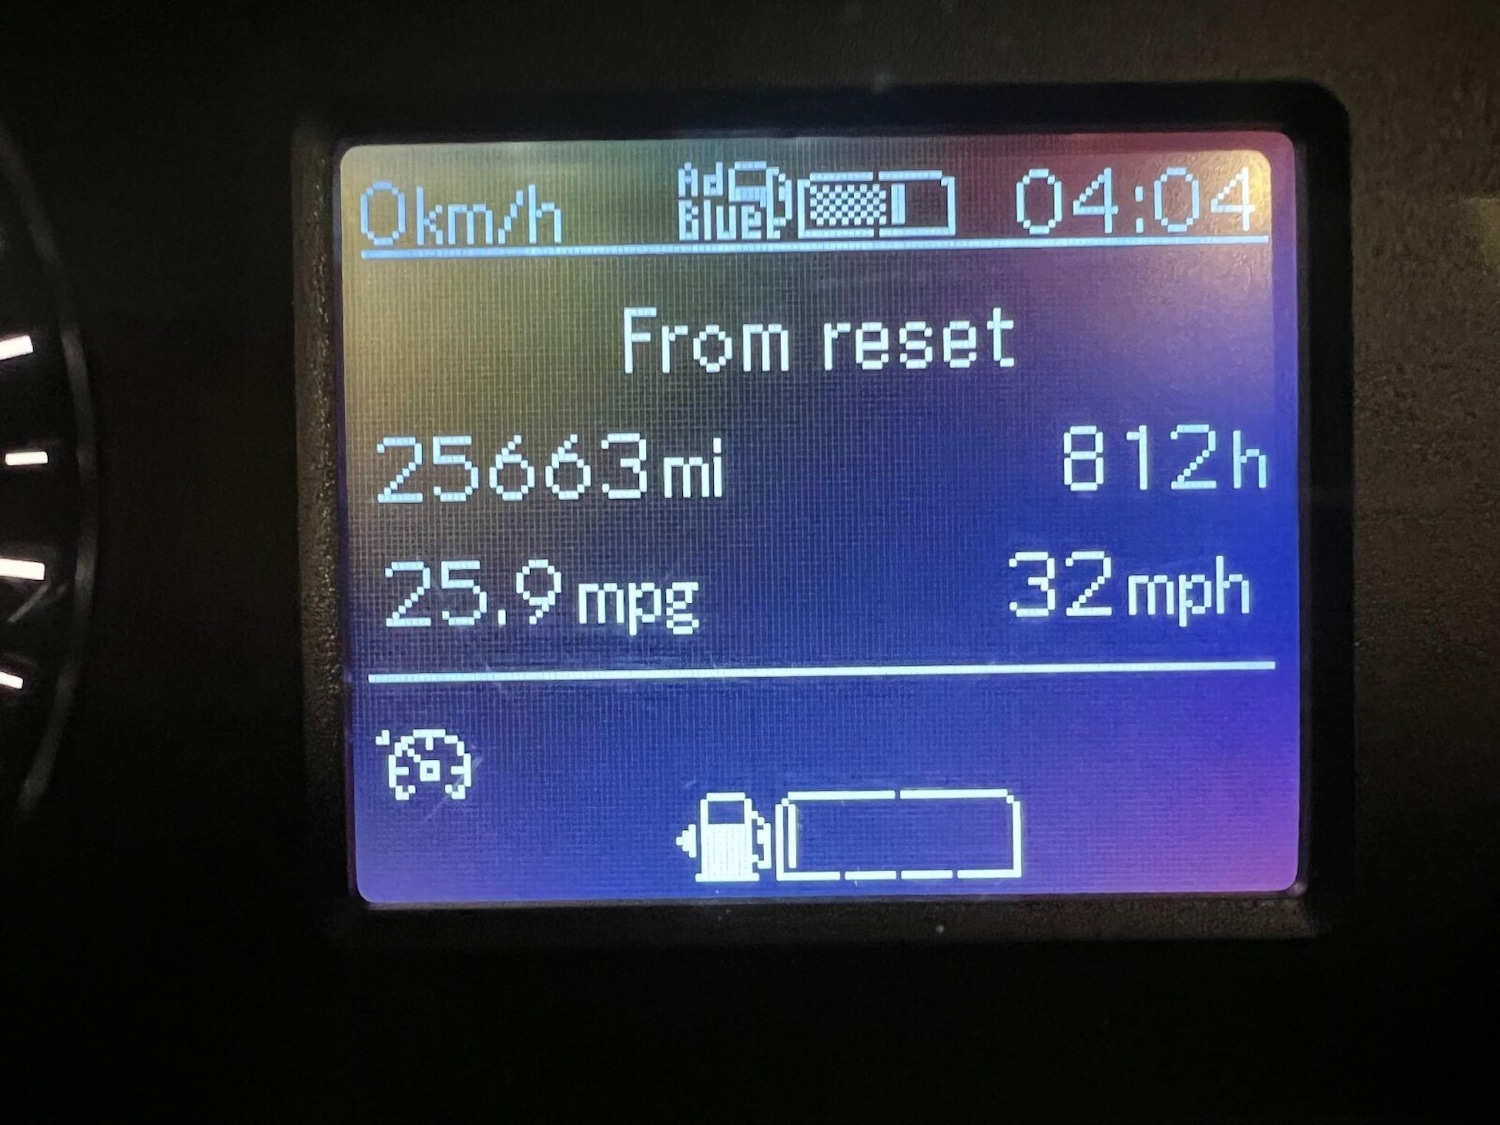 0km/h Ad 04:04
Blue
From reset
25663mi 812h
25.9mpg 32mph